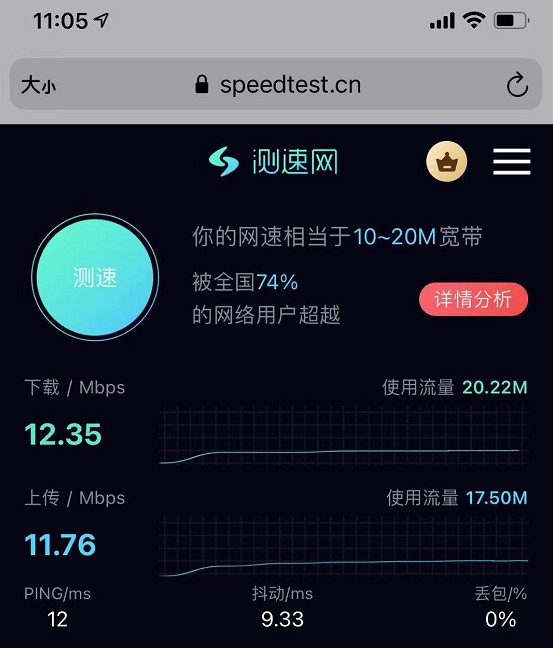 11:05
大小 speedtest.cn
测速网
测速
你的网速相当于10~20M宽带
被全国74%
的网络用户超越
详情分析
下载 / Mbps 使用流量 20.22M
12.35
上传 / Mbps 使用流量 17.50M
11.76
PING/ms 抖动/ms 丢包/%
12 9.33 0%